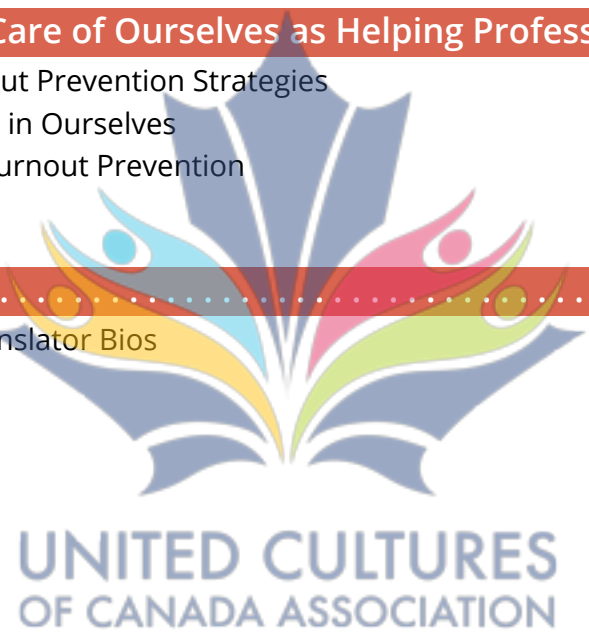 Care of Ourselves as Helping Profess
ut Prevention Strategies
in Ourselves
urnout Prevention
. . . . . . . . . . . . . . . . . . . . . . . . . . . . . .
nslator Bios
UNITED CULTURES
OF CANADA ASSOCIATION